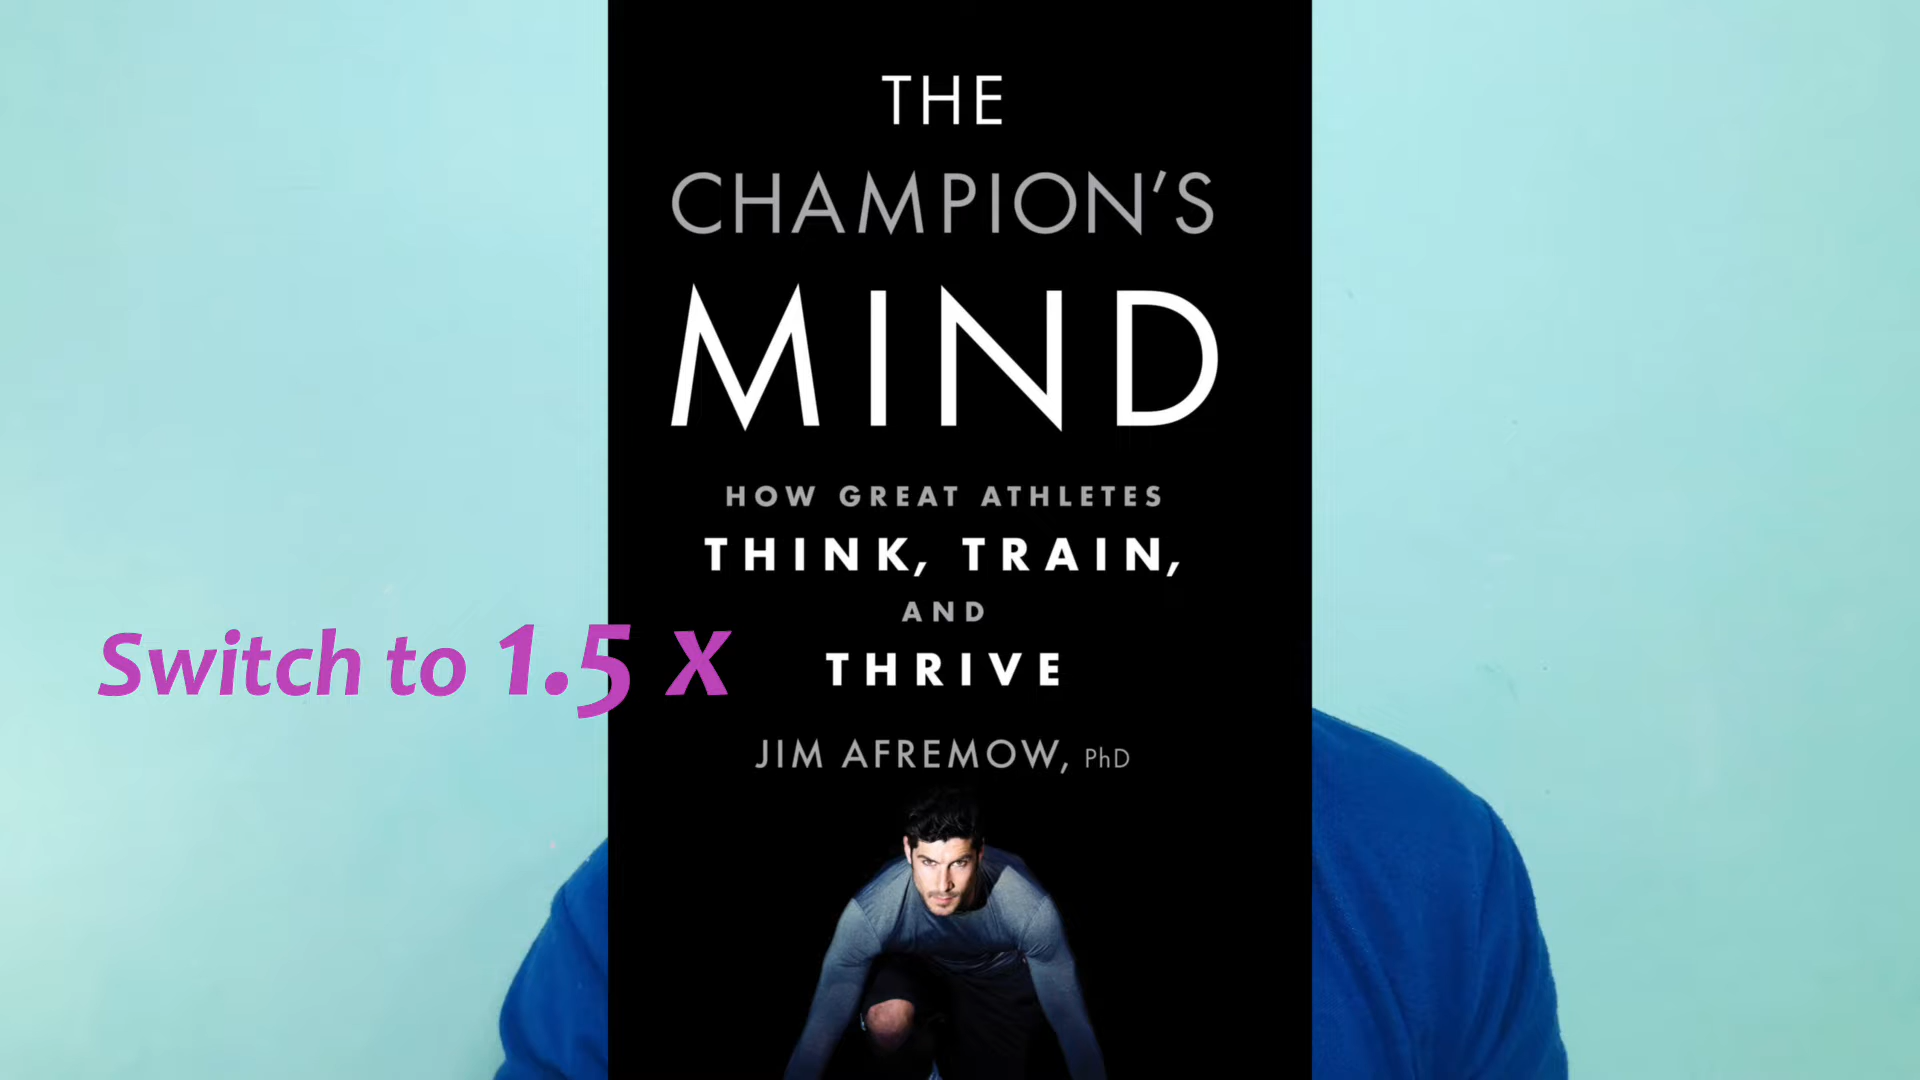 THE
CHAMPION'S
MIND
HOW GREAT ATHLETES
THINK, TRAIN,
AND
THRIVE
Switch to 1.5 x
JIM AFREMOW, PhD